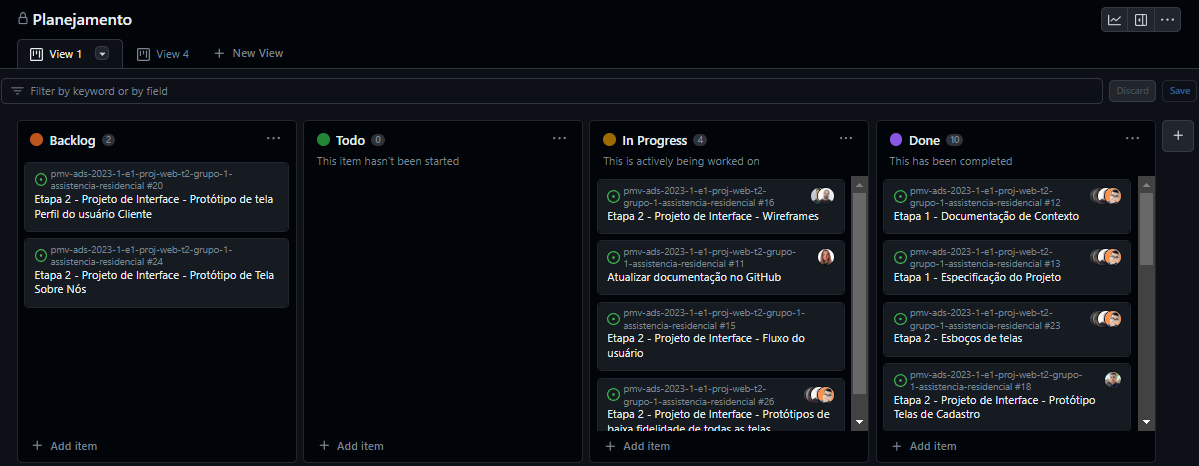 Planejamento
View 1
View 4
New View
Filter by keyword or by field
Discard
Save
Backlog 2
pmv-ads-2023-1-e1-proj-web-t2-grupo-1-
assistencia-residencial #20
Etapa 2 - Projeto de Interface - Protótipo de tela
Perfil do usuário Cliente
pmv-ads-2023-1-e1-proj-web-t2-grupo-1-
assistencia-residencial #24
Etapa 2 - Projeto de Interface - Protótipo de Tela
Sobre Nós
Add item
Todo 0
This item hasn't been started
Add item
In Progress 4
This is actively being worked on
pmv-ads-2023-1-e1-proj-web-t2-
grupo-1-assistencia-residencial #16
Etapa 2 - Projeto de Interface - Wireframes
pmv-ads-2023-1-e1-proj-web-t2-grupo-
1-assistencia-residencial #11
Atualizar documentação no GitHub
pmv-ads-2023-1-e1-proj-web-t2-grupo-1-
assistencia-residencial #15
Etapa 2 - Projeto de Interface - Fluxo do
usuário
pmv-ads-2023-1-e1-proj-web-t2-
grupo-1-assistencia-residencial #26
Etapa 2 - Projeto de Interface - Protótipos de
baixa fidelidade de todas as telas
Add item
Done 10
This has been completed
pmv-ads-2023-1-e1-proj-web-t2-
grupo-1-assistencia-residencial #12
Etapa 1 - Documentação de Contexto
pmv-ads-2023-1-e1-proj-web-t2-
grupo-1-assistencia-residencial #13
Etapa 1 - Especificação do Projeto
pmv-ads-2023-1-e1-proj-web-t2-
grupo-1-assistencia-residencial #23
Etapa 2 - Esboços de telas
pmv-ads-2023-1-e1-proj-web-t2-grupo-
1-assistencia-residencial #18
Etapa 2 - Projeto de Interface - Protótipo
Telas de Cadastro
Add item